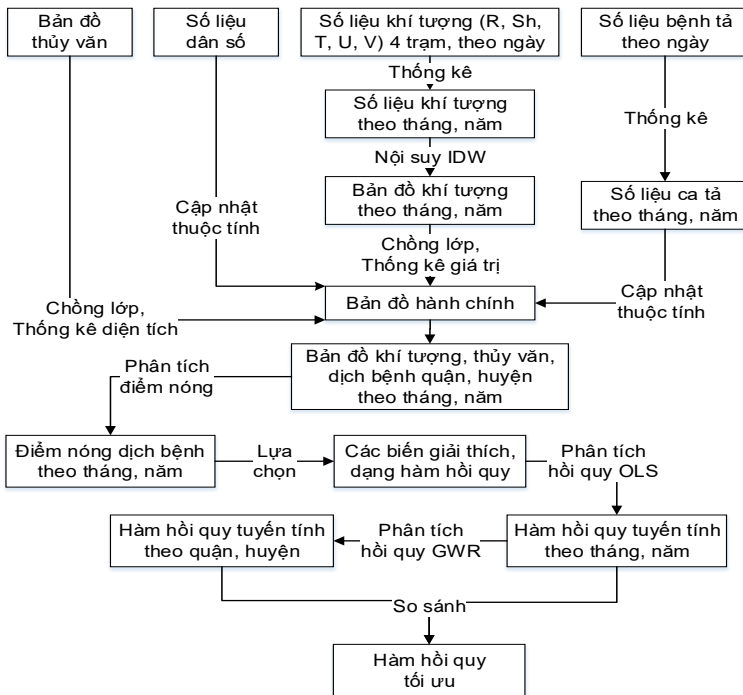 Bản đồ
thủy văn
Số liệu
dân số
Số liệu khí tượng (R, Sh,
T, U, V) 4 trạm, theo ngày
Số liệu bệnh tả
theo ngày
Thống kê
Số liệu khí tượng
theo tháng, năm
Thống kê
Nội suy IDW
Bản đồ khí tượng
theo tháng, năm
Số liệu ca tả
theo tháng, năm
Cập nhật
thuộc tính
Chồng lớp,
Thống kê giá trị
Chồng lớp,
Thống kê diện tích
Bản đồ hành chính
Cập nhật
thuộc tính
Phân tích
điểm nóng
Bản đồ khí tượng, thủy văn,
dịch bệnh quận, huyện
theo tháng, năm
Điểm nóng dịch bệnh
theo tháng, năm
Lựa
chọn
Các biến giải thích,
dạng hàm hồi quy
Phân tích
hồi quy OLS
Hàm hồi quy tuyến tính
theo quận, huyện
Phân tích
hồi quy GWR
Hàm hồi quy tuyến tính
theo tháng, năm
So sánh
Hàm hồi quy
tối ưu